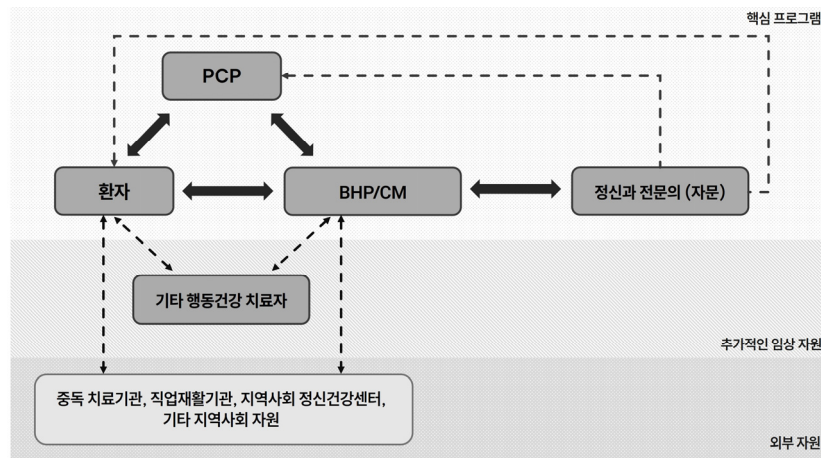 핵심 프로그램
PCP
환자
BHP/CM
정신과 전문의 (자문)
기타 행동건강 치료자
추가적인 임상 자원
중독 치료기관, 직업재활기관, 지역사회 정신건강센터,
기타 지역사회 자원
외부 자원